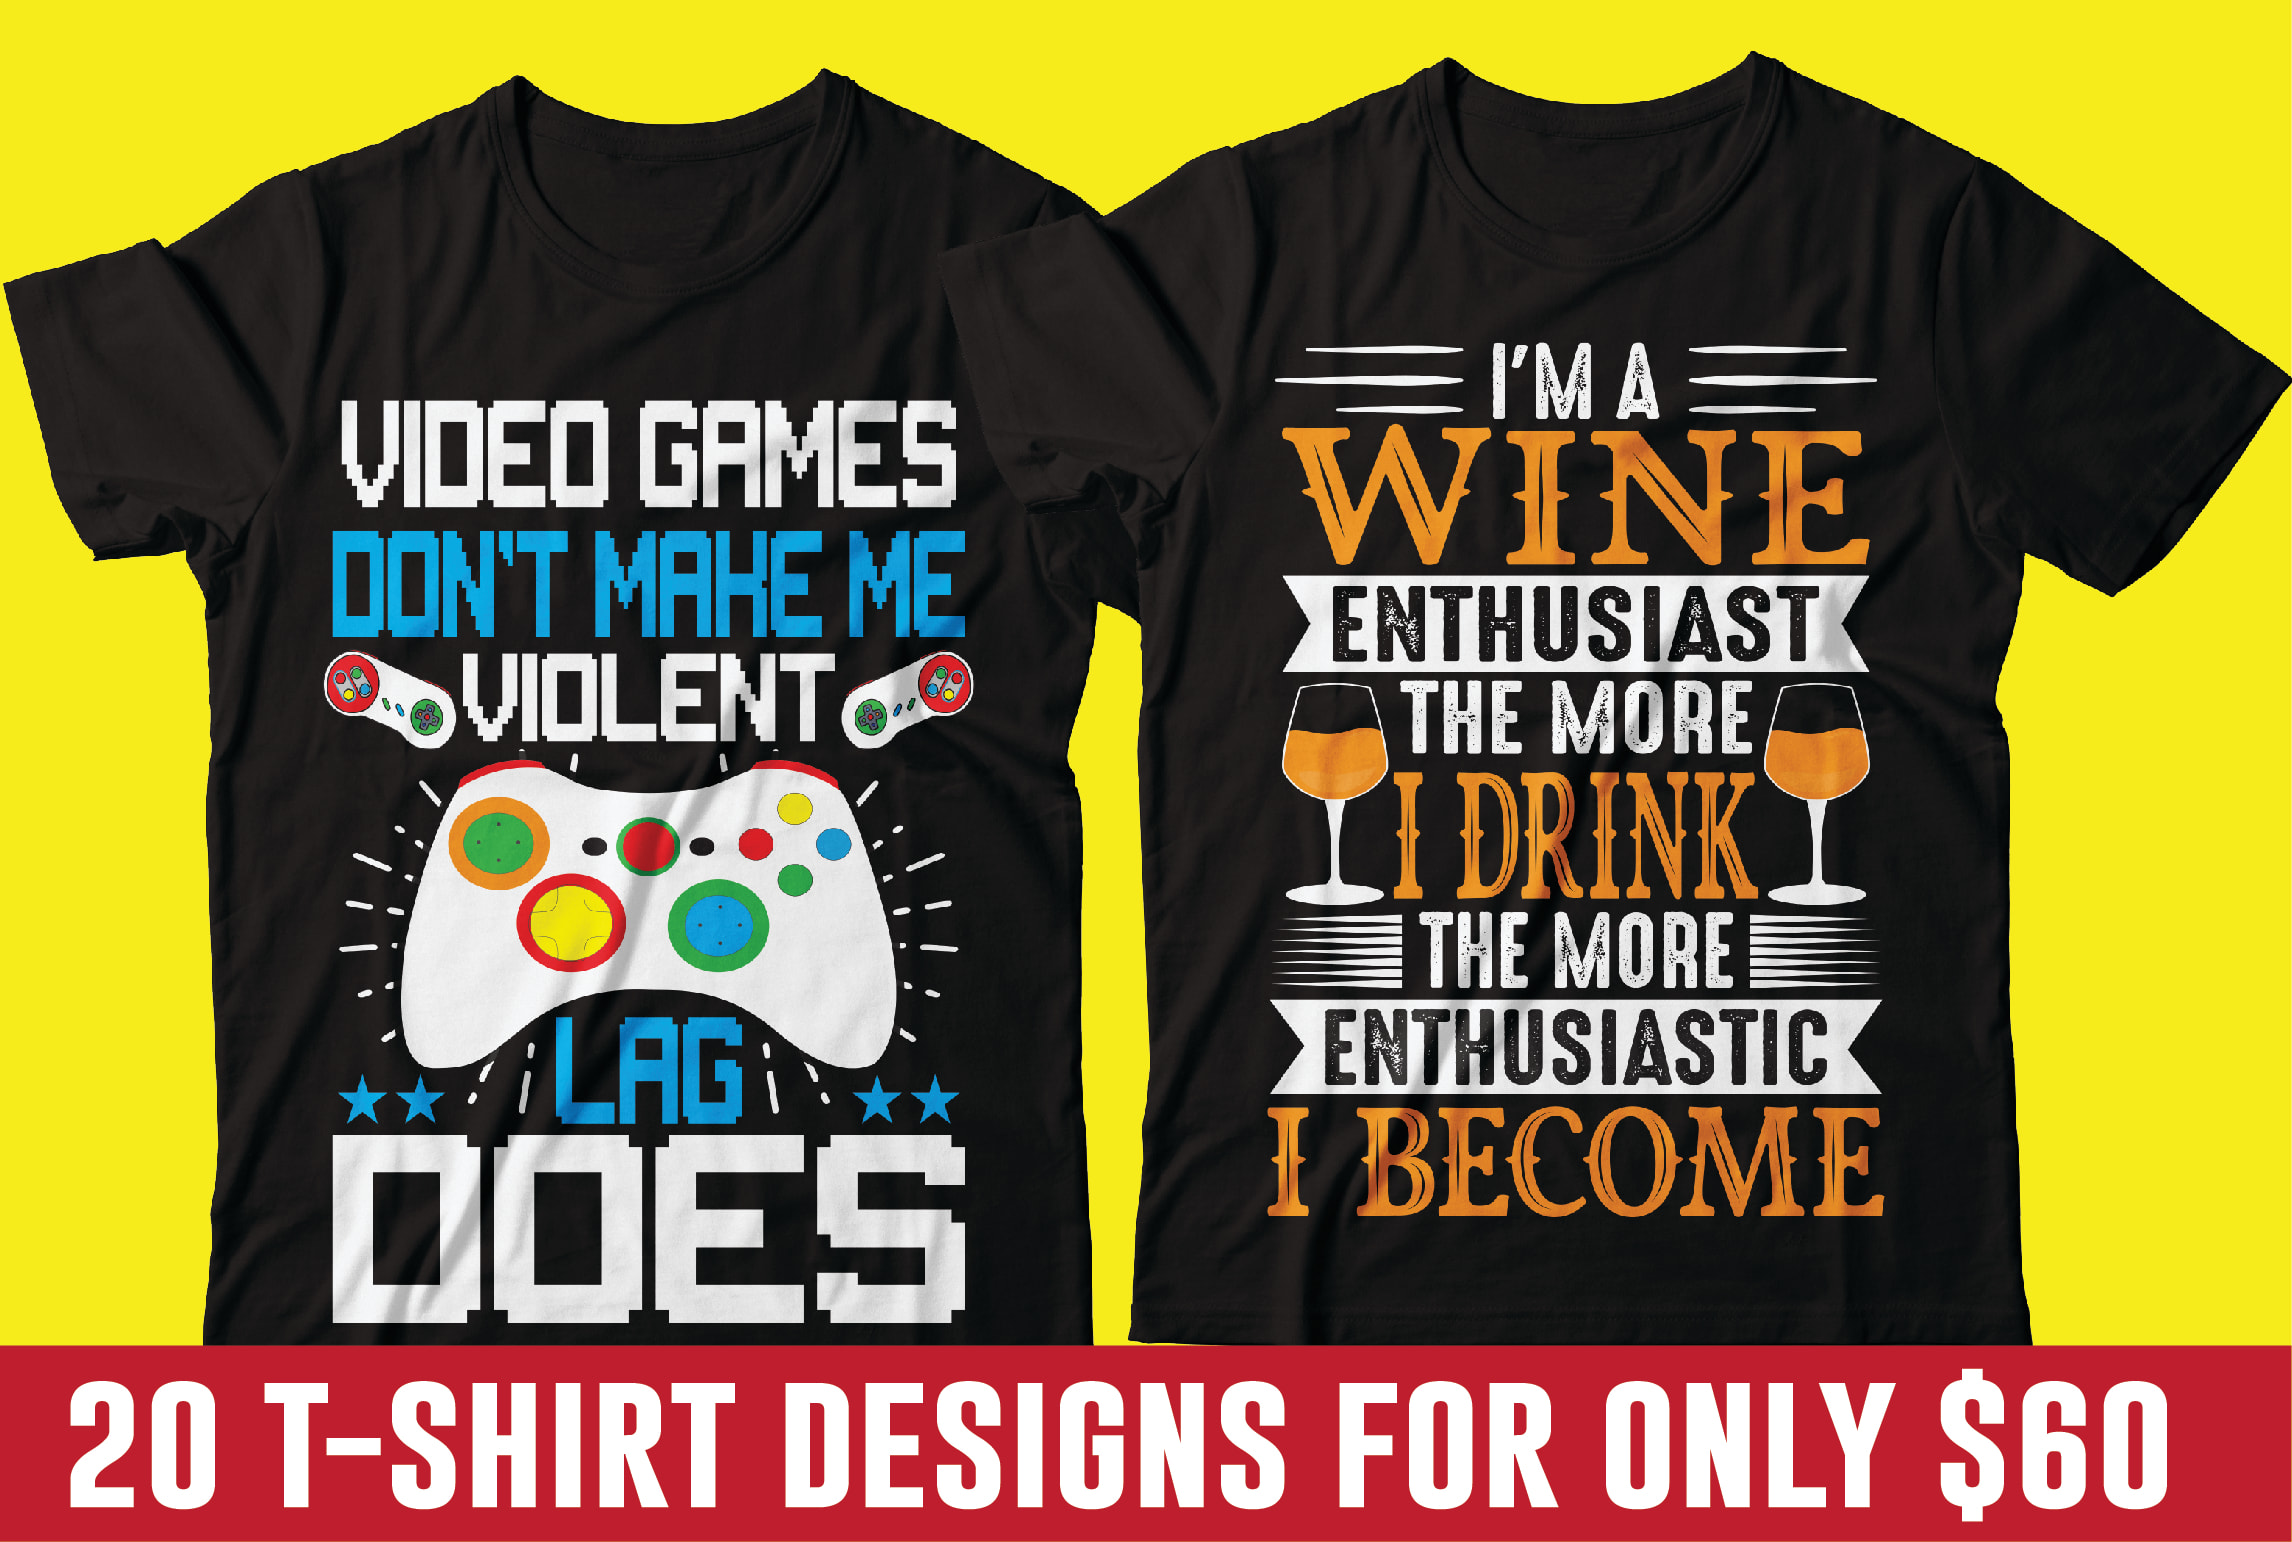 VIDEO GAMES
DON'T MAKE ME
VIOLENT
LAG
DOES
I'M A
WINE
ENTHUSIAST
THE MORE
I DRINK
THE MORE
ENTHUSIASTIC
I BECOME
20 T-SHIRT DESIGNS FOR ONLY $60